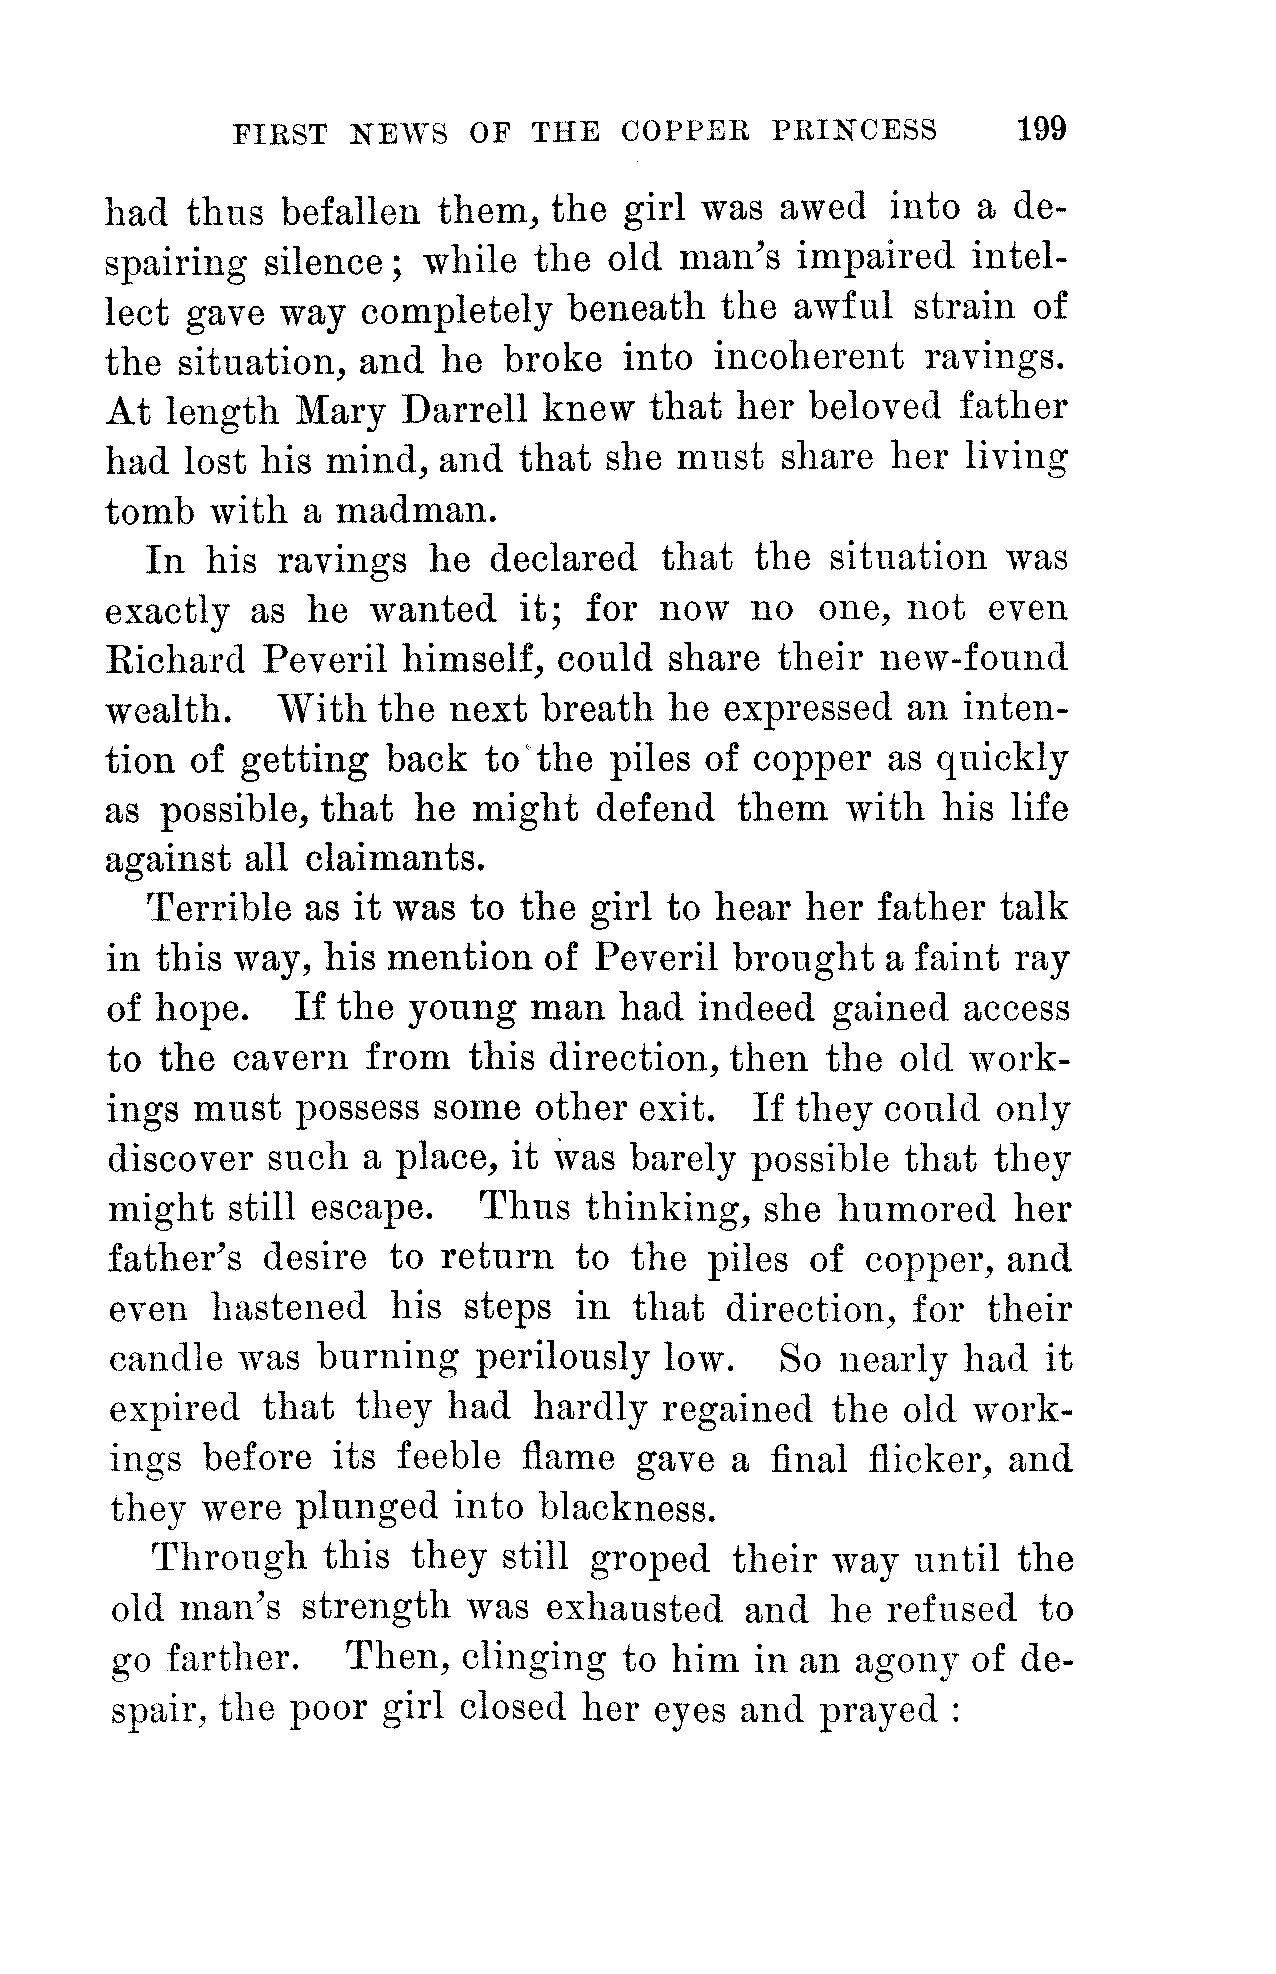 FIRST NEWS OF THE COPPER PRINCESS 199
had thus befallen them, the girl was awed into a de-
spairing silence; while the old man's impaired intel-
lect gave way completely beneath the awful strain of
the situation, and he broke into incoherent ravings.
At length Mary Darrell knew that her beloved father
had lost his mind, and that she must share her living
tomb with a madman.
In his ravings he declared that the situation was
exactly as he wanted it; for now no one, not even
Richard Peveril himself, could share their new-found
wealth. With the next breath he expressed an inten-
tion of getting back to the piles of copper as quickly
as possible, that he might defend them with his life
against all claimants.
Terrible as it was to the girl to hear her father talk
in this way, his mention of Peveril brought a faint ray
of hope. If the young man had indeed gained access
to the cavern from this direction, then the old work-
ings must possess some other exit. If they could only
discover such a place, it was barely possible that they
might still escape. Thus thinking, she humored her
father's desire to return to the piles of copper, and
even hastened his steps in that direction, for their
candle was burning perilously low. So nearly had it
expired that they had hardly regained the old work-
ings before its feeble flame gave a final flicker, and
they were plunged into blackness.
Through this they still groped their way until the
old man's strength was exhausted and he refused to
go farther. Then, clinging to him in an agony of de-
spair, the poor girl closed her eyes and prayed :